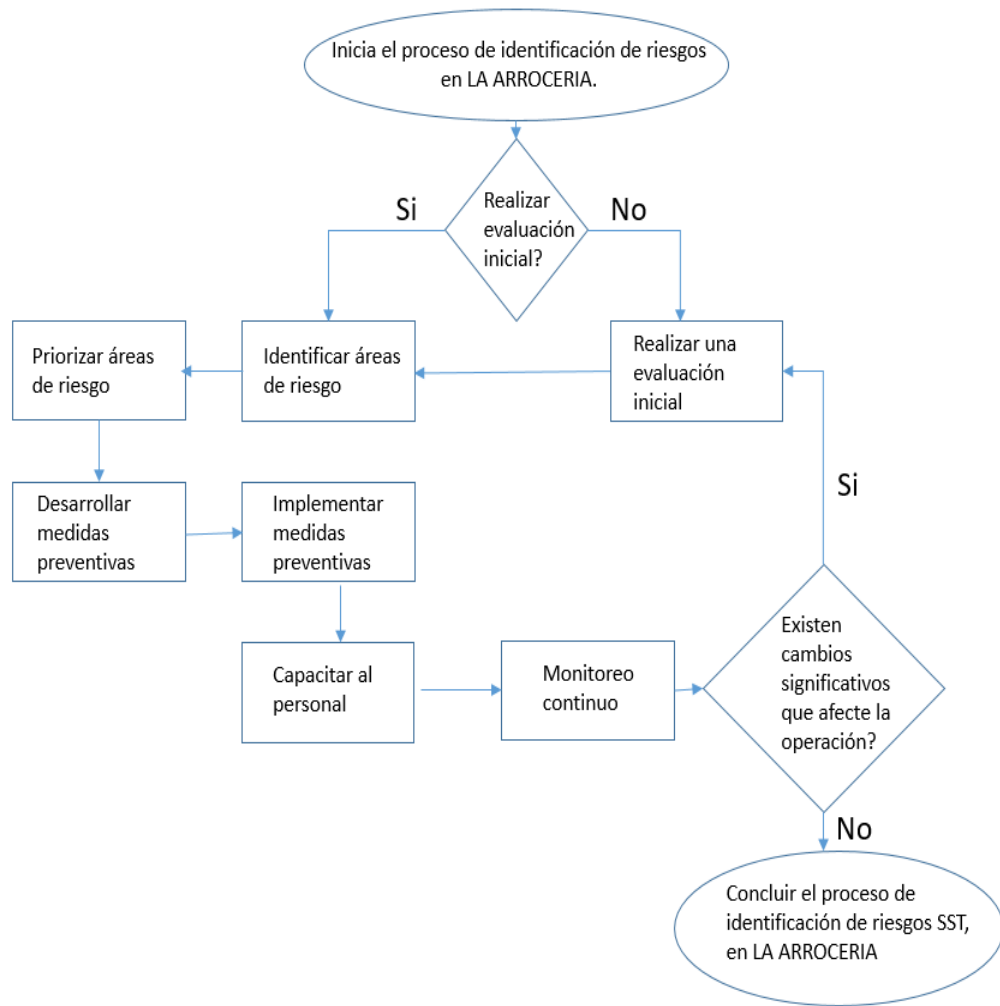 Inicia el proceso de identificación de riesgos
en LA ARROCERIA.
Si
Realizar
evaluación
inicial?
No
Priorizar áreas
de riesgo
Identificar áreas
de riesgo
Realizar una
evaluación
inicial
Desarrollar
medidas
preventivas
Implementar
medidas
preventivas
Si
Capacitar al
personal
Monitoreo
continuo
Existen
cambios
significativos
que afecte la
operación?
No
Concluir el proceso de
identificación de riesgos SST,
en LA ARROCERIA